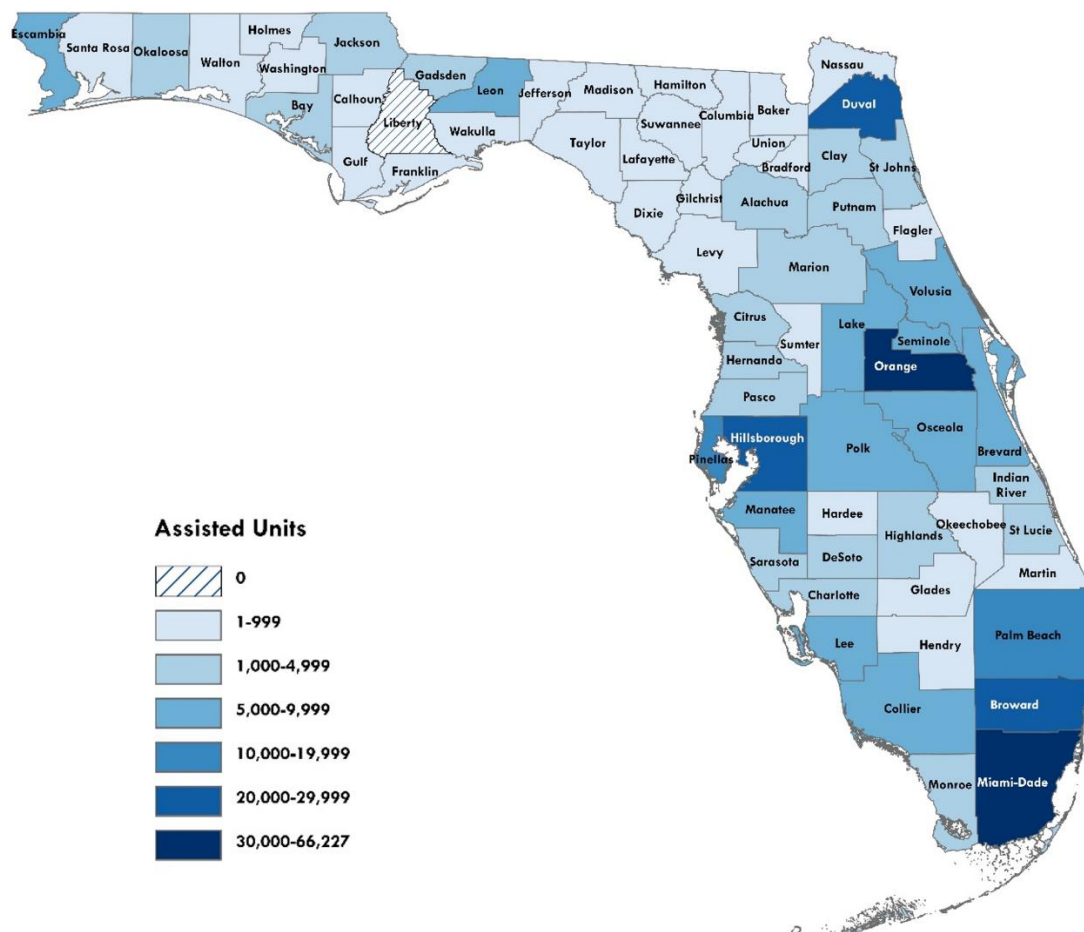 Escambia
Santa Rosa
Okaloosa
Walton
Holmes
Washington
Jackson
Bay
Calhoun
Gulf
Gadsden
Liberty
Franklin
Leon
Wakulla
Jefferson
Madison
Taylor
Hamilton
Suwannee
Lafayette
Dixie
Columbia
Gilchrist
Levy
Baker
Union
Bradford
Alachua
Nassau
Duval
Clay
St Johns
Putnam
Flagler
Marion
Volusia
Citrus
Sumter
Lake
Seminole
Hernando
Orange
Pasco
Pinellas
Hillsborough
Polk
Osceola
Brevard
Indian
River
Manatee
Hardee
Highlands
Okeechobee
St Lucie
Sarasota
DeSoto
Martin
Charlotte
Glades
Lee
Hendry
Palm Beach
Collier
Broward
Monroe
Miami-Dade
Assisted Units
0
1-999
1,000-4,999
5,000-9,999
10,000-19,999
20,000-29,999
30,000-66,227